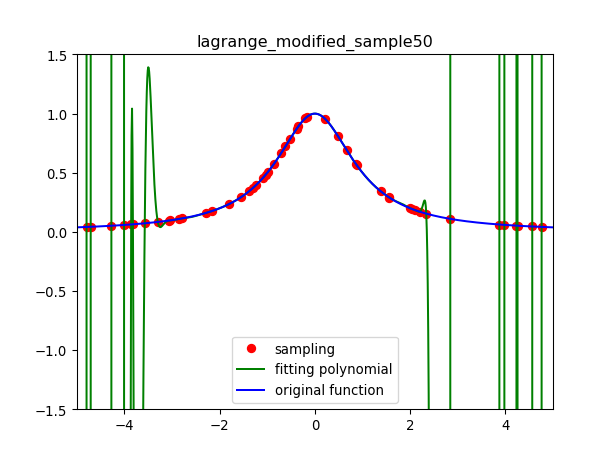 lagrange_modified_sample50
1.5
1.0
0.5
0.0
−0.5
−1.0
−1.5
sampling
fitting polynomial
original function
−4 −2 0 2 4